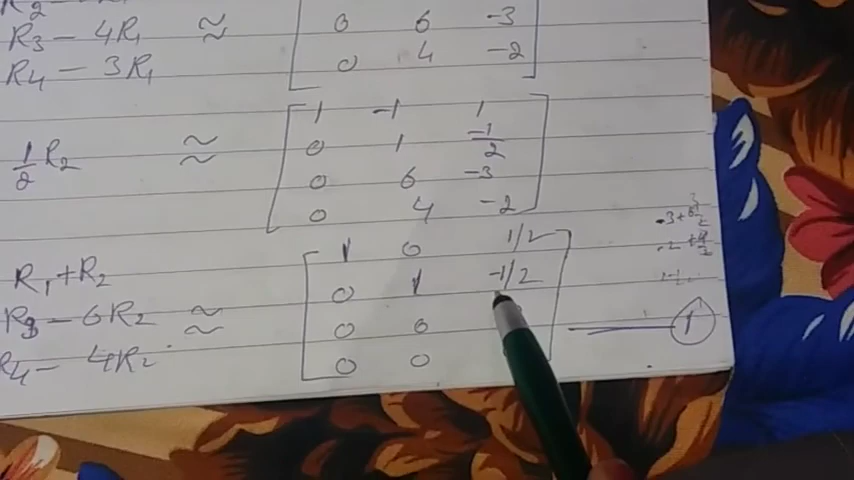 R2
R3 - 4R1 ≈ 0 6 -3
R4 - 3R1 0 4 -2
1 -1 1
1/2 R2 ≈ 0 1 -1/2
0 6 -3
0 4 -2
1 0 1/2
R1 + R2 0 1 -1/2
R3 - 6R2 ≈ 0 0 1
R4 - 4R2 0 0